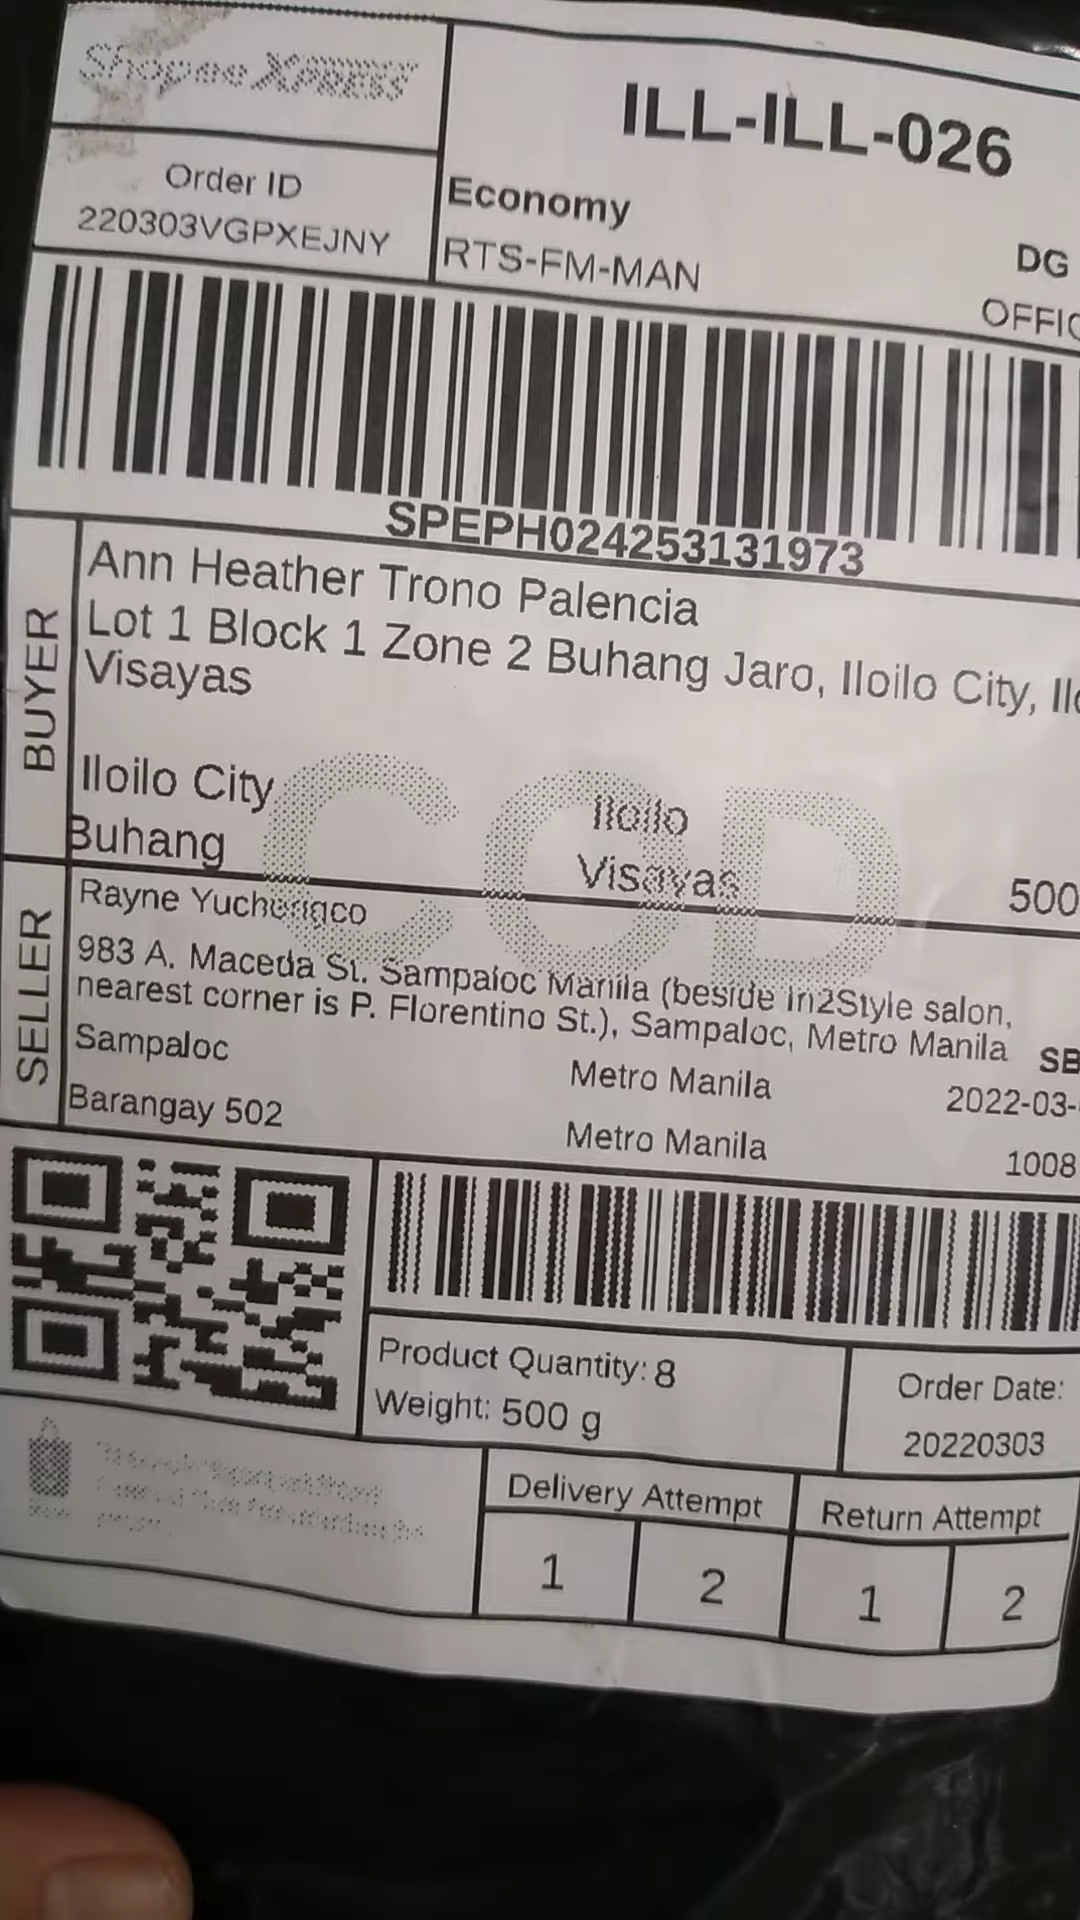 Shopee XPRESS
ILL-ILL-026
Order ID
220303VGPXEJNY
Economy
RTS-FM-MAN
DG
OFFIC
SPEPH024253131973
BUYER
Ann Heather Trono Palencia
Lot 1 Block 1 Zone 2 Buhang Jaro, Iloilo City, Ilo
Visayas
Iloilo City
Iloilo
Buhang
Visayas
500
COD
SELLER
Rayne Yuchengco
983 A. Maceda St. Sampaloc Manila (beside In2Style salon,
nearest corner is P. Florentino St.), Sampaloc, Metro Manila
SB
Sampaloc
Metro Manila
2022-03-
Barangay 502
Metro Manila
1008
Product Quantity: 8
Weight: 500 g
Order Date:
20220303
Delivery Attempt
Return Attempt
1
2
1
2